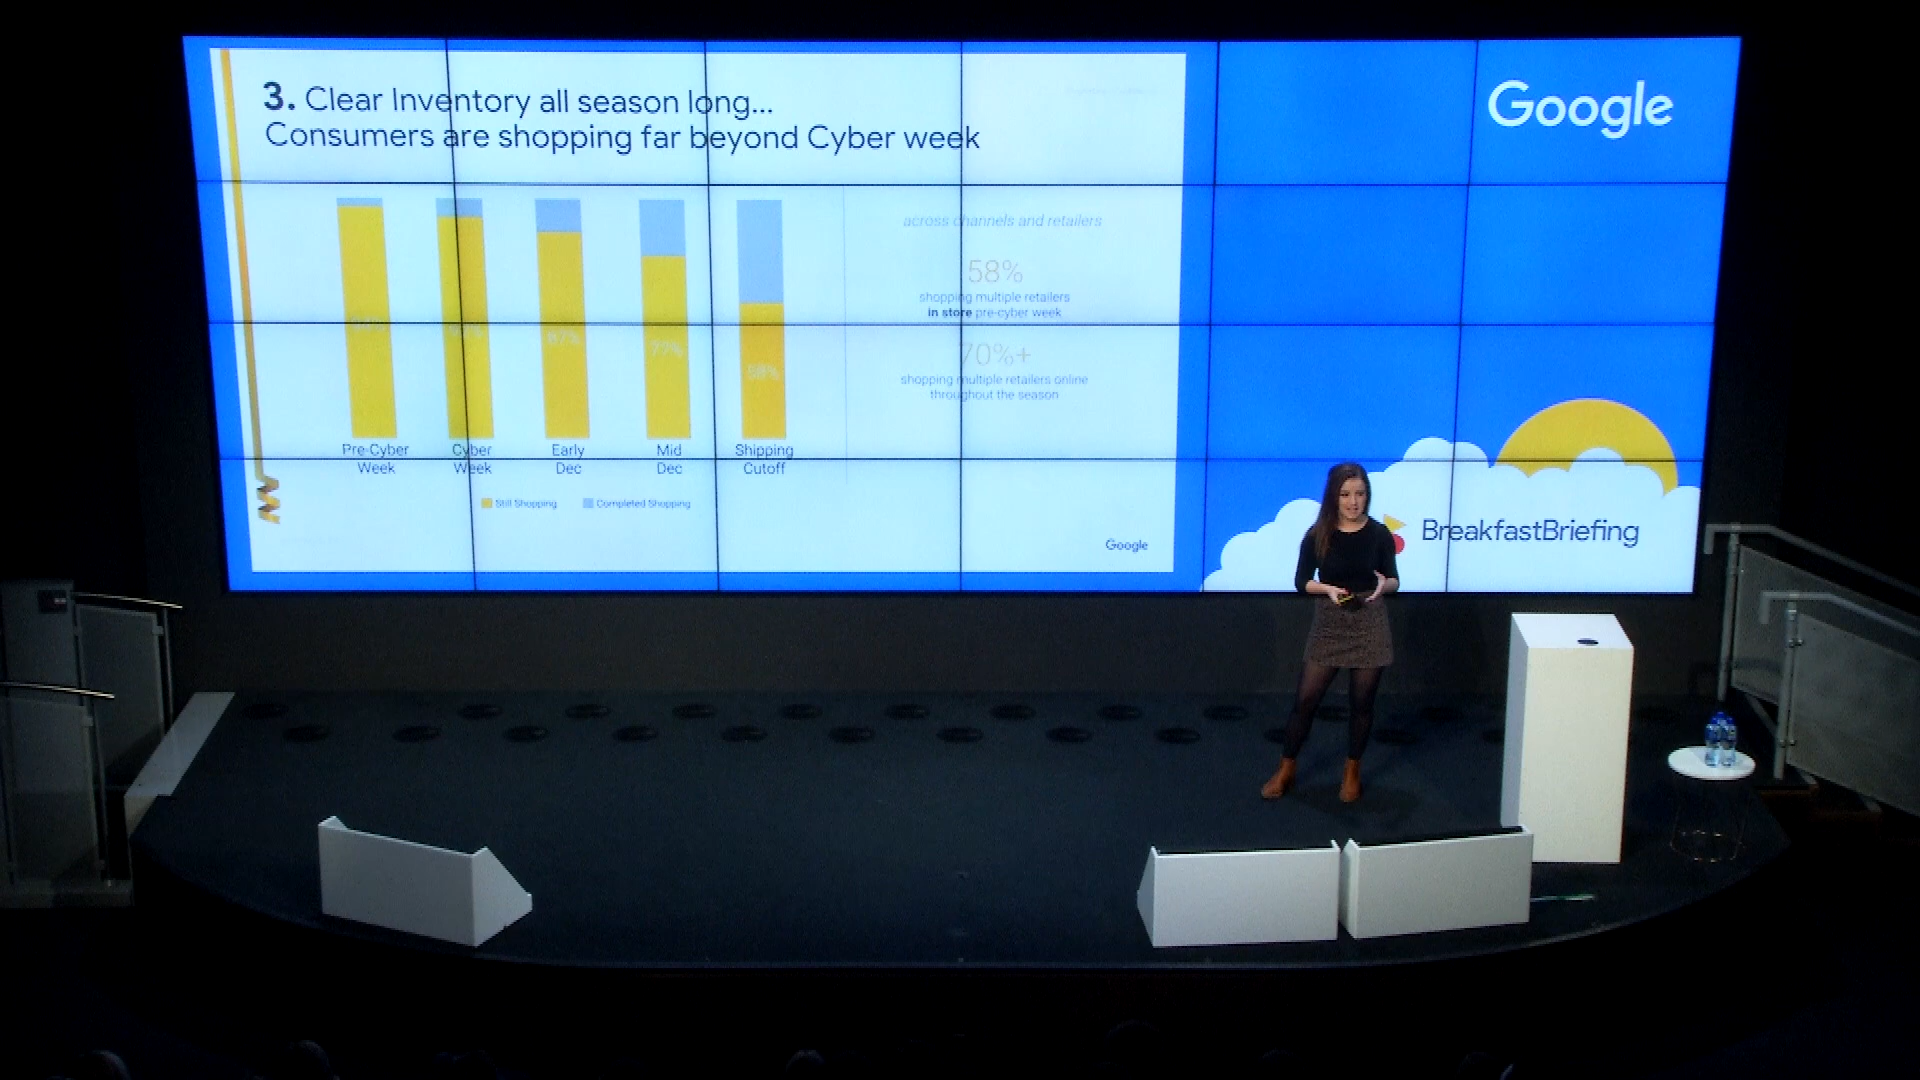 3. Clear Inventory all season long...
Consumers are shopping far beyond Cyber week
Google
across channels and retailers
58%
shopping multiple retailers
in store pre-cyber week
70%+
shopping multiple retailers online
throughout the season
87%
77%
58%
Pre-Cyber
Week
Cyber
Week
Early
Dec
Mid
Dec
Shipping
Cutoff
Still Shopping
Completed Shopping
Google
BreakfastBriefing